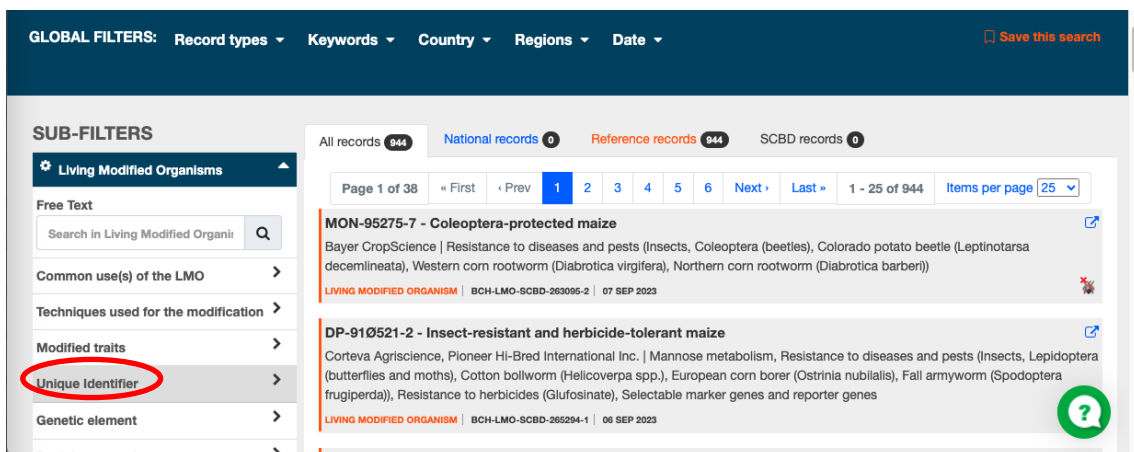 GLOBAL FILTERS: Record types Keywords Country Regions Date Save this search
SUB-FILTERS
Living Modified Organisms
Free Text
Search in Living Modified Organis
Common use(s) of the LMO
Techniques used for the modification
Modified traits
Unique Identifier
Genetic element
All records 944 National records 0 Reference records 944 SCBD records 0
Page 1 of 38 « First ‹ Prev 1 2 3 4 5 6 Next › Last » 1 - 25 of 944 Items per page 25
MON-95275-7 - Coleoptera-protected maize
Bayer CropScience | Resistance to diseases and pests (Insects, Coleoptera (beetles), Colorado potato beetle (Leptinotarsa
decemlineata), Western corn rootworm (Diabrotica virgifera), Northern corn rootworm (Diabrotica barberi))
LIVING MODIFIED ORGANISM | BCH-LMO-SCBD-263095-2 | 07 SEP 2023
DP-91Ø521-2 - Insect-resistant and herbicide-tolerant maize
Corteva Agriscience, Pioneer Hi-Bred International Inc. | Mannose metabolism, Resistance to diseases and pests (Insects, Lepidoptera
(butterflies and moths), Cotton bollworm (Helicoverpa spp.), European corn borer (Ostrinia nubilalis), Fall armyworm (Spodoptera
frugiperda)), Resistance to herbicides (Glufosinate), Selectable marker genes and reporter genes
LIVING MODIFIED ORGANISM | BCH-LMO-SCBD-265294-1 | 06 SEP 2023
?